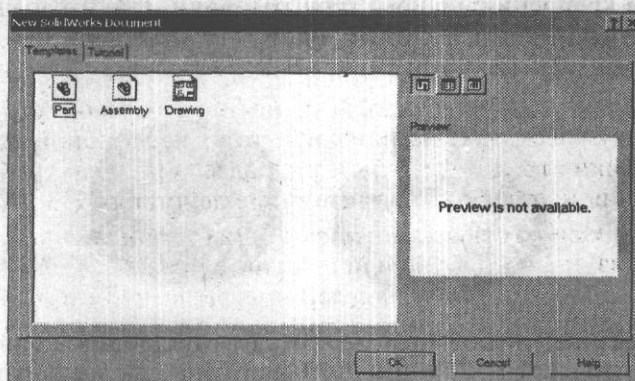 New SolidWorks Document
Templates Tutorial
Part Assembly Drawing
Preview
Preview is not available.
OK Cancel Help